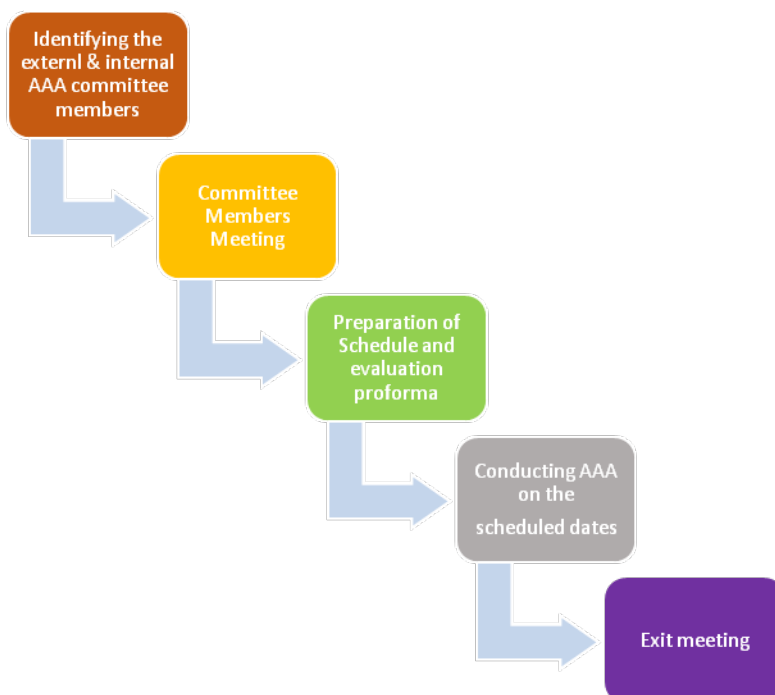 Identifying the
externl & internal
AAA committee
members
Committee
Members
Meeting
Preparation of
Schedule and
evaluation
proforma
Conducting AAA
on the
scheduled dates
Exit meeting